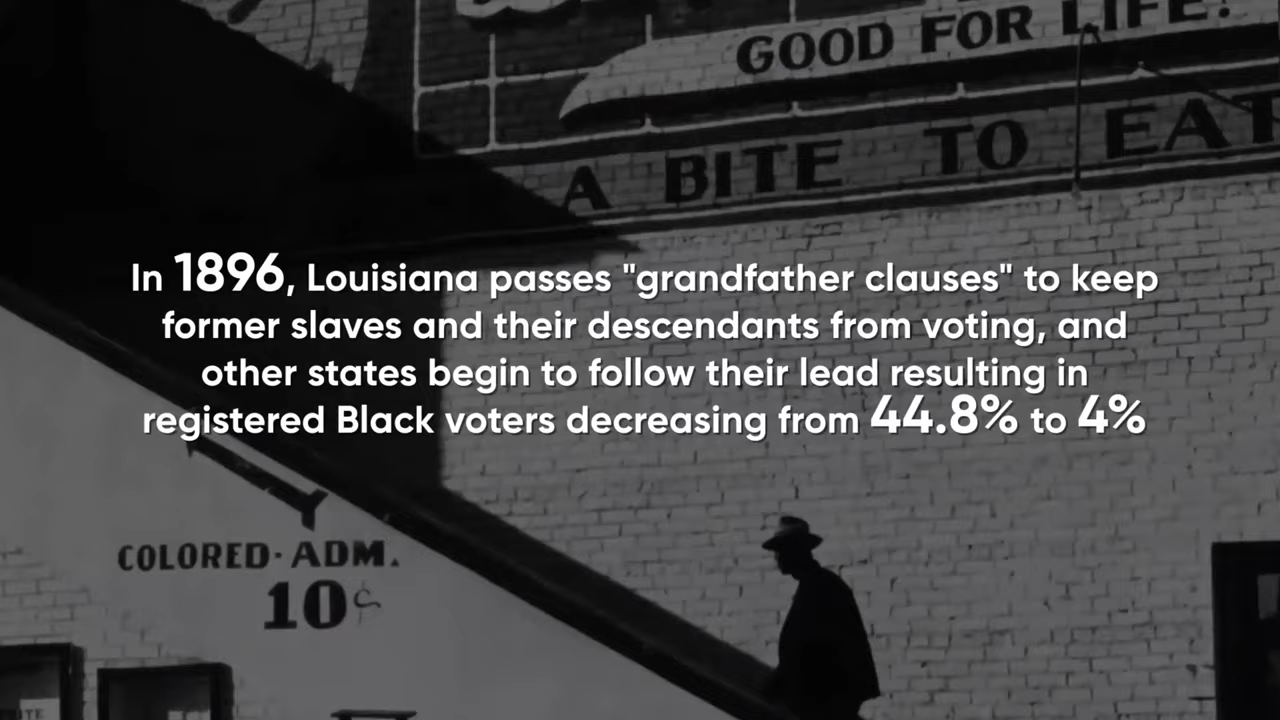 GOOD FOR LIFE!
A BITE TO EAT
In 1896, Louisiana passes "grandfather clauses" to keep
former slaves and their descendants from voting, and
other states begin to follow their lead resulting in
registered Black voters decreasing from 44.8% to 4%
COLORED·ADM.
10¢